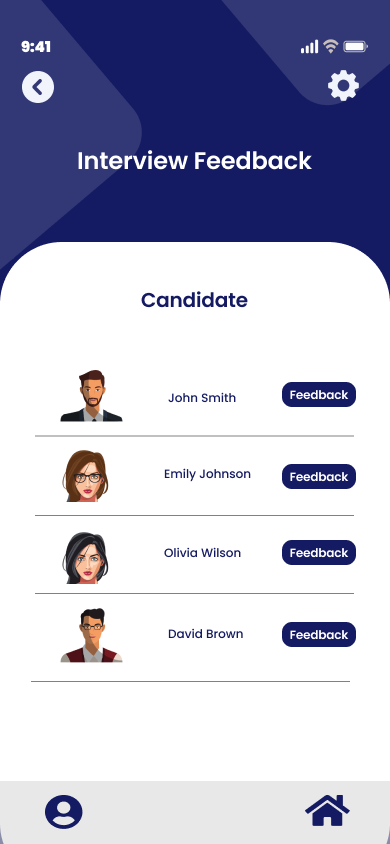 9:41
Interview Feedback
Candidate
John Smith
Feedback
Emily Johnson
Feedback
Olivia Wilson
Feedback
David Brown
Feedback